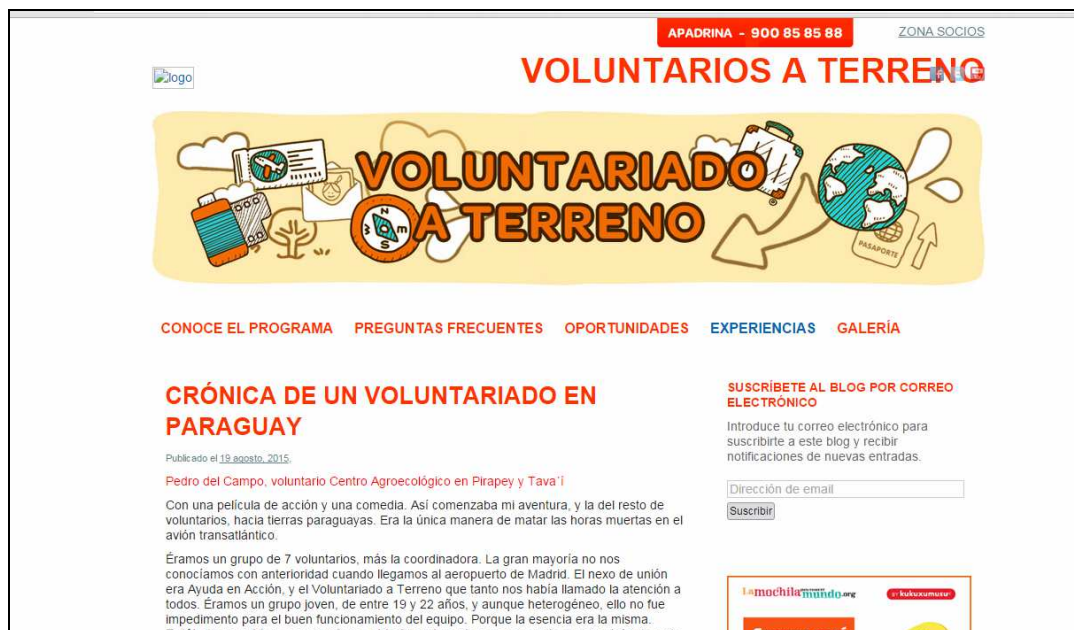 APADRINA - 900 85 85 88
ZONA SOCIOS
logo
VOLUNTARIOS A TERRENO
VOLUNTARIADO
A TERRENO
N
W E
S
PASAPORTE
CONOCE EL PROGRAMA PREGUNTAS FRECUENTES OPORTUNIDADES EXPERIENCIAS GALERÍA
CRÓNICA DE UN VOLUNTARIADO EN
PARAGUAY
Publicado el 19 agosto, 2015.
Pedro del Campo, voluntario Centro Agroecológico en Pirapey y Tava´í
Con una película de acción y una comedia. Así comenzaba mi aventura, y la del resto de
voluntarios, hacia tierras paraguayas. Era la única manera de matar las horas muertas en el
avión transatlántico.
Éramos un grupo de 7 voluntarios, más la coordinadora. La gran mayoría no nos
conocíamos con anterioridad cuando llegamos al aeropuerto de Madrid. El nexo de unión
era Ayuda en Acción, y el Voluntariado a Terreno que tanto nos había llamado la atención a
todos. Éramos un grupo joven, de entre 19 y 22 años, y aunque heterogéneo, ello no fue
impedimento para el buen funcionamiento del equipo. Porque la esencia era la misma.
SUSCRÍBETE AL BLOG POR CORREO
ELECTRÓNICO
Introduce tu correo electrónico para
suscribirte a este blog y recibir
notificaciones de nuevas entradas.
Dirección de email
Suscribir
Lamochilamundo.org
BY kukuxumusu